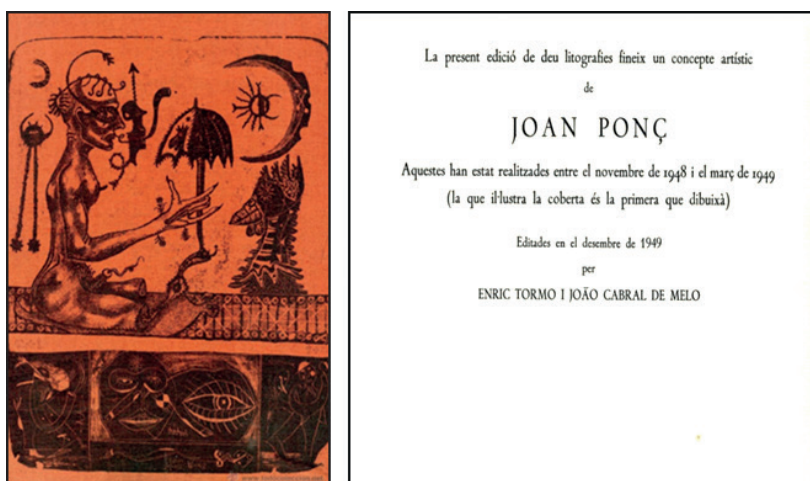 La present edició de deu litografies fineix un concepte artístic
de
JOAN PONÇ
Aquestes han estat realitzades entre el novembre de 1948 i el març de 1949
(la que il·lustra la coberta és la primera que dibuixà)
Editades en el desembre de 1949
per
ENRIC TORMO I JOÃO CABRAL DE MELO